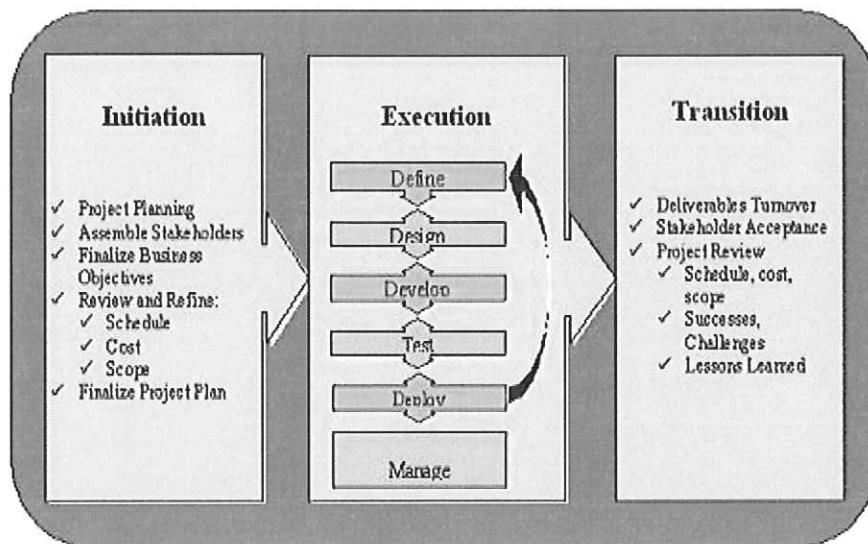 Initiation
✓ Project Planning
✓ Assemble Stakeholders
✓ Finalize Business
Objectives
✓ Review and Refine:
✓ Schedule
✓ Cost
✓ Scope
✓ Finalize Project Plan
Execution
Define
Design
Develop
Test
Deploy
Manage
Transition
✓ Deliverables Turnover
✓ Stakeholder Acceptance
✓ Project Review
✓ Schedule, cost,
scope
✓ Successes,
Challenges
✓ Lessons Learned